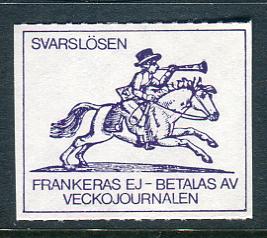 SVARSLÖSEN
FRANKERAS EJ – BETALAS AV
VECKOJOURNALEN